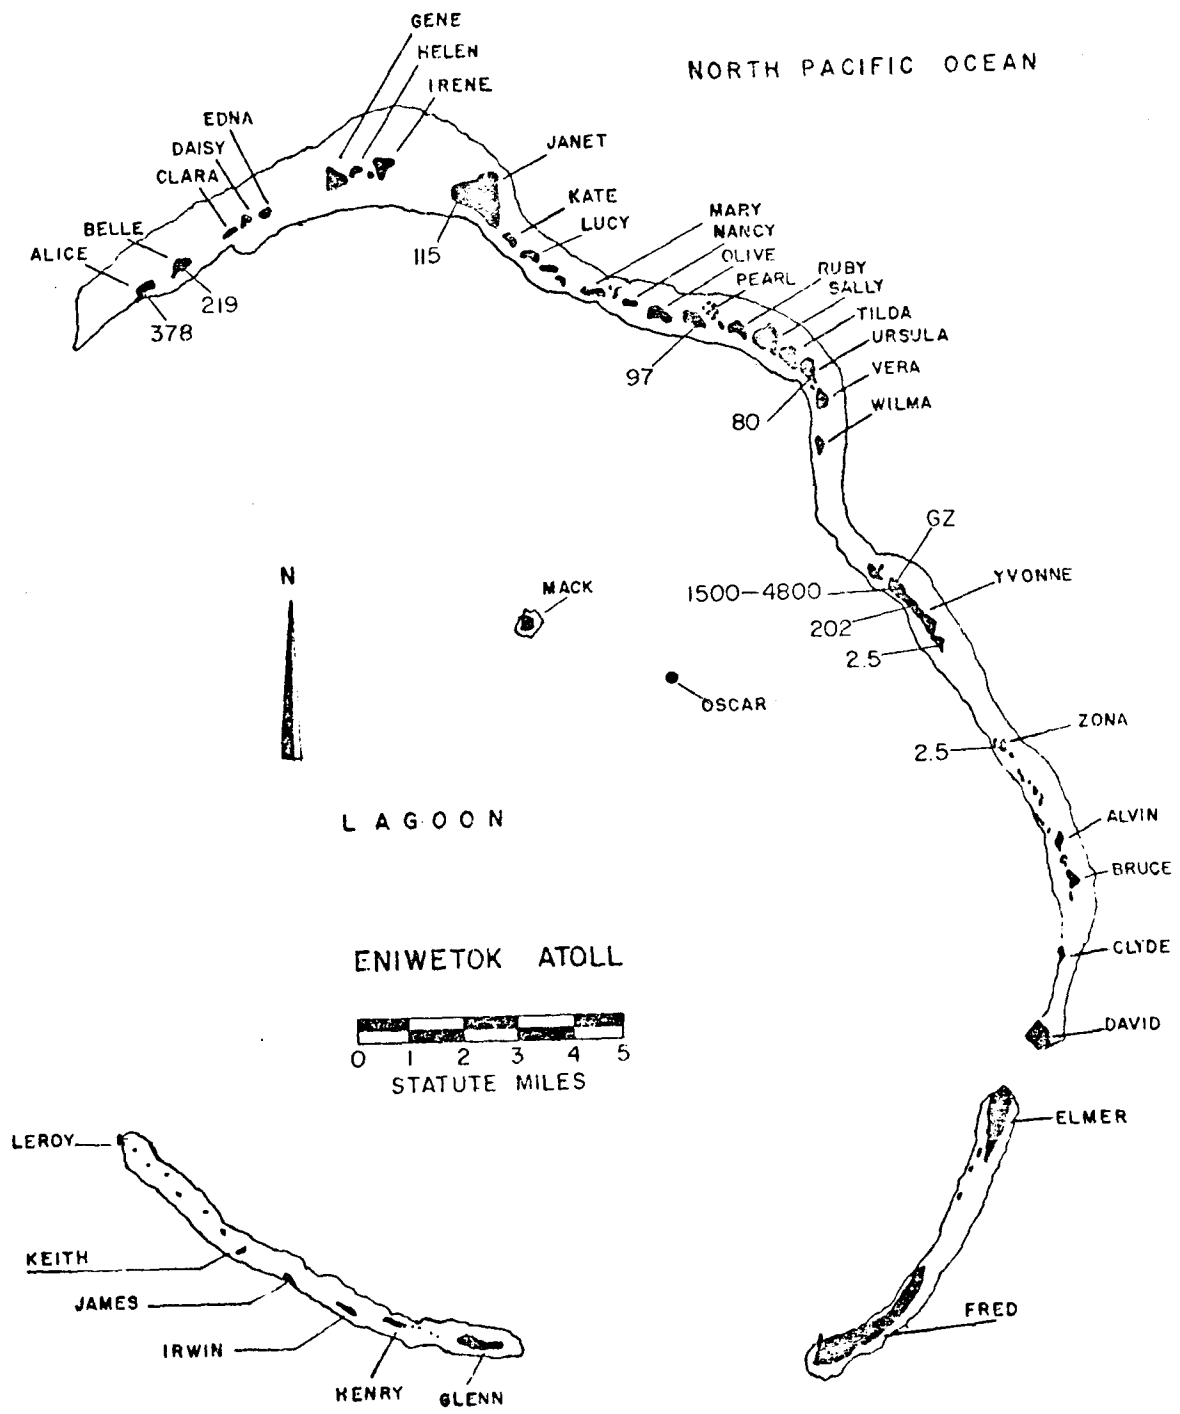 GENE
HELEN
IRENE
NORTH PACIFIC OCEAN
EDNA
DAISY
CLARA
JANET
BELLE
ALICE
KATE
LUCY
115
219
378
MARY
NANCY
OLIVE
PEARL
RUBY
SALLY
TILDA
URSULA
VERA
WILMA
97
80
GZ
N
MACK
1500-4800
YVONNE
202
2.5
OSCAR
ZONA
2.5
LAGOON
ALVIN
BRUCE
ENIWETOK ATOLL
CLYDE
DAVID
0 1 2 3 4 5
STATUTE MILES
LEROY
ELMER
KEITH
JAMES
IRWIN
HENRY
GLENN
FRED